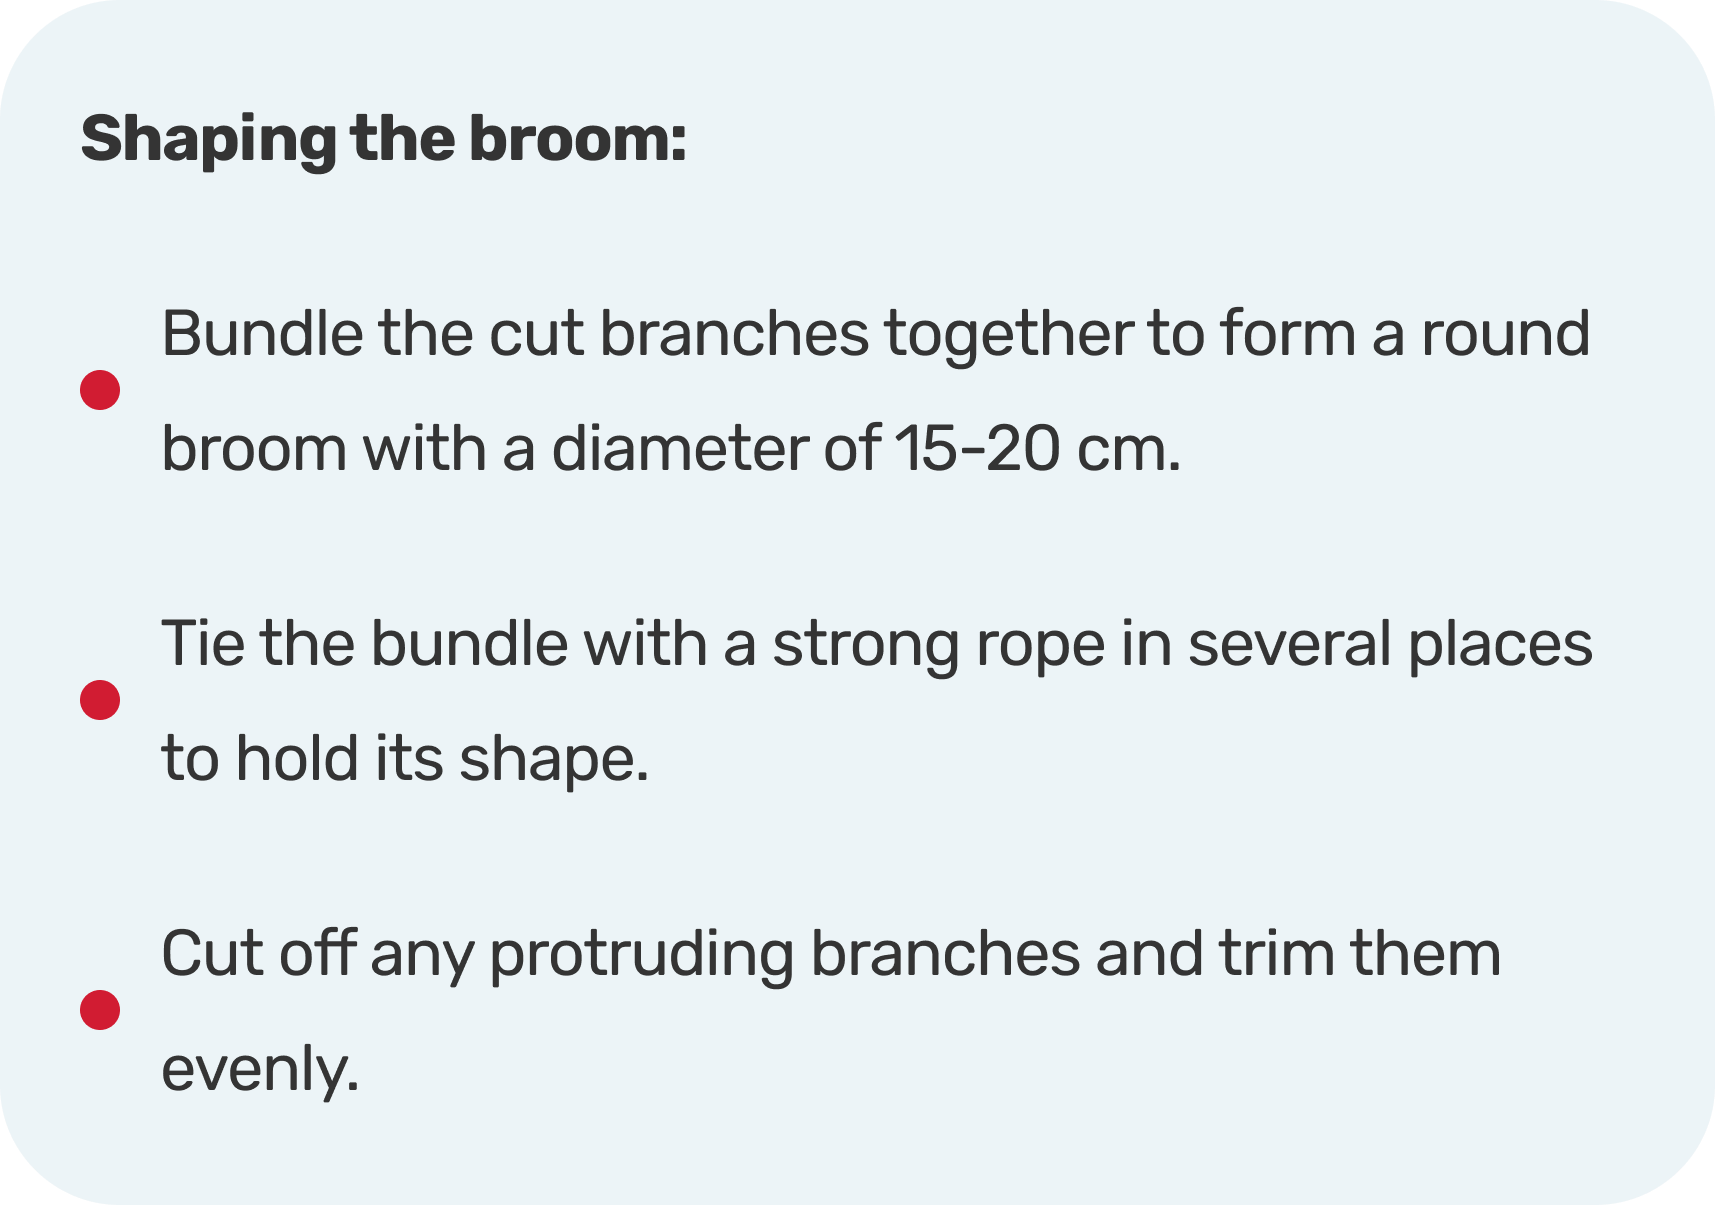 Shaping the broom:
Bundle the cut branches together to form a round
broom with a diameter of 15-20 cm.
Tie the bundle with a strong rope in several places
to hold its shape.
Cut off any protruding branches and trim them
evenly.